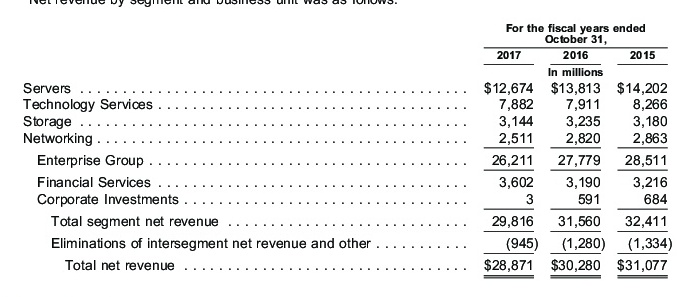 Net revenue by segment and business unit was as follows:
For the fiscal years ended
October 31,
2017 2016 2015
In millions
Servers . . . . . . . . . . . . . . . . . . . . . . . . . . . . . . . . . . . . . . . . . . . $12,674 $13,813 $14,202
Technology Services . . . . . . . . . . . . . . . . . . . . . . . . . . . . . . . . . . 7,882 7,911 8,266
Storage . . . . . . . . . . . . . . . . . . . . . . . . . . . . . . . . . . . . . . . . . . . 3,144 3,235 3,180
Networking . . . . . . . . . . . . . . . . . . . . . . . . . . . . . . . . . . . . . . . . . 2,511 2,820 2,863
Enterprise Group . . . . . . . . . . . . . . . . . . . . . . . . . . . . . . . . . . . 26,211 27,779 28,511
Financial Services . . . . . . . . . . . . . . . . . . . . . . . . . . . . . . . . . . 3,602 3,190 3,216
Corporate Investments . . . . . . . . . . . . . . . . . . . . . . . . . . . . . . . 3 591 684
Total segment net revenue . . . . . . . . . . . . . . . . . . . . . . . . . . . 29,816 31,560 32,411
Eliminations of intersegment net revenue and other . . . . . . . . . . (945) (1,280) (1,334)
Total net revenue . . . . . . . . . . . . . . . . . . . . . . . . . . . . . . . . $28,871 $30,280 $31,077